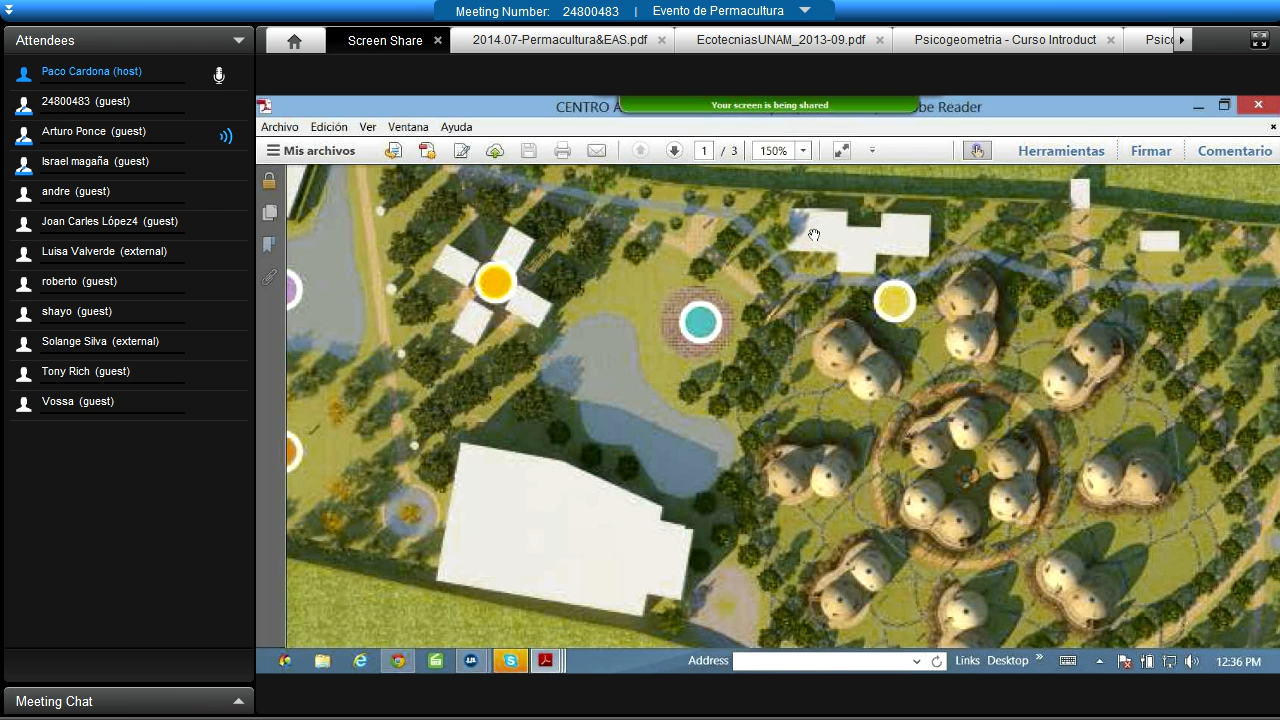 Meeting Number: 24800483 | Evento de Permacultura
Attendees
Paco Cardona (host)
24800483 (guest)
Arturo Ponce (guest)
Israel magaña (guest)
andre (guest)
Joan Carles López4 (guest)
Luisa Valverde (external)
roberto (guest)
shayo (guest)
Solange Silva (external)
Tony Rich (guest)
Vossa (guest)
Meeting Chat
Screen Share
2014.07-Permacultura&EAS.pdf
EcotecniasUNAM_2013-09.pdf
Psicogeometria - Curso Introduct
Your screen is being shared
CENTRO
Reader
Archivo Edición Ver Ventana Ayuda
Mis archivos 1 / 3 150% Herramientas Firmar Comentario
Address Links Desktop » 12:36 PM